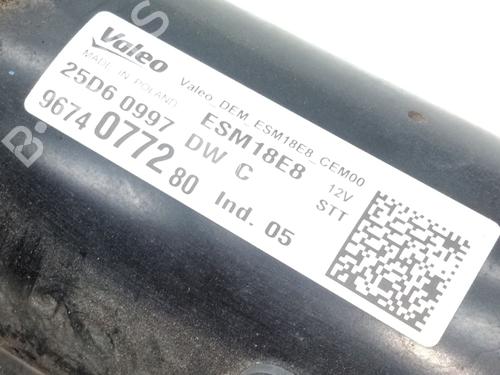 Valeo
MADE IN POLAND
Valeo_DEM_ESM18E8_CEM00
25D6 0997
ESM18E8
9674 0772 80
DW C
12V
STT
Ind. 05